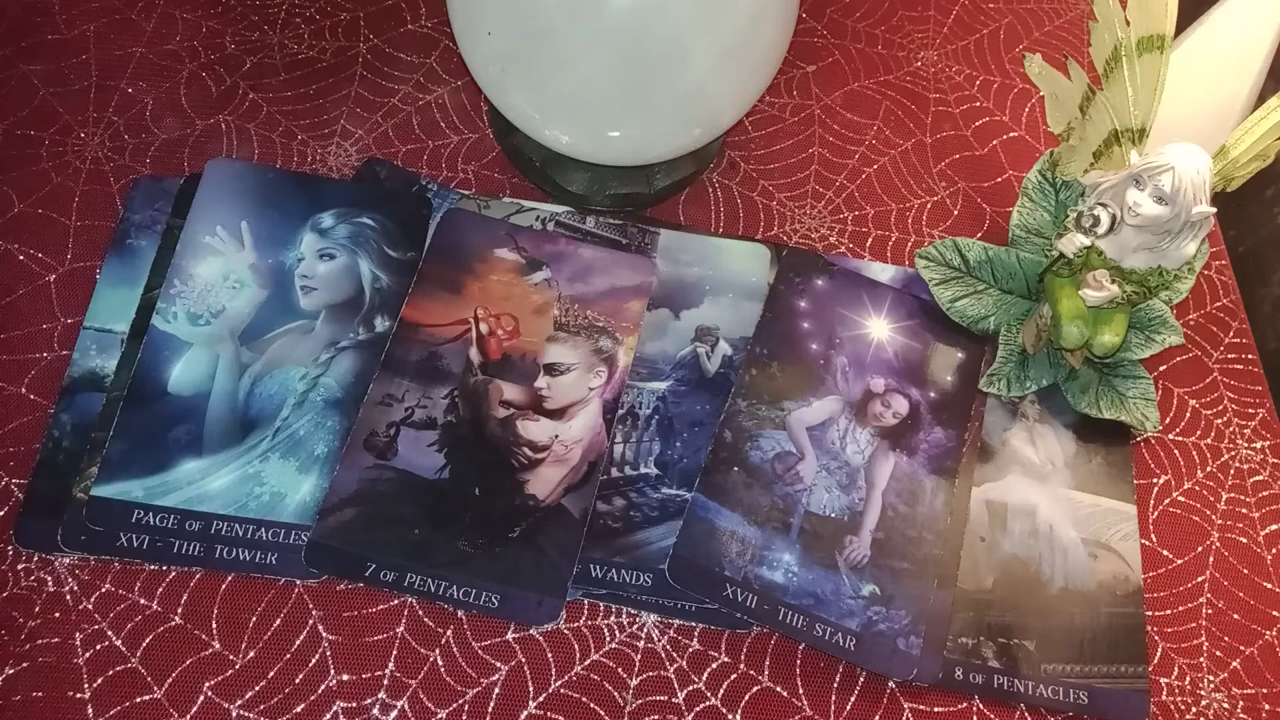 PAGE OF PENTACLES
XVI - THE TOWER
7 OF PENTACLES
WANDS
XVII - THE STAR
8 OF PENTACLES